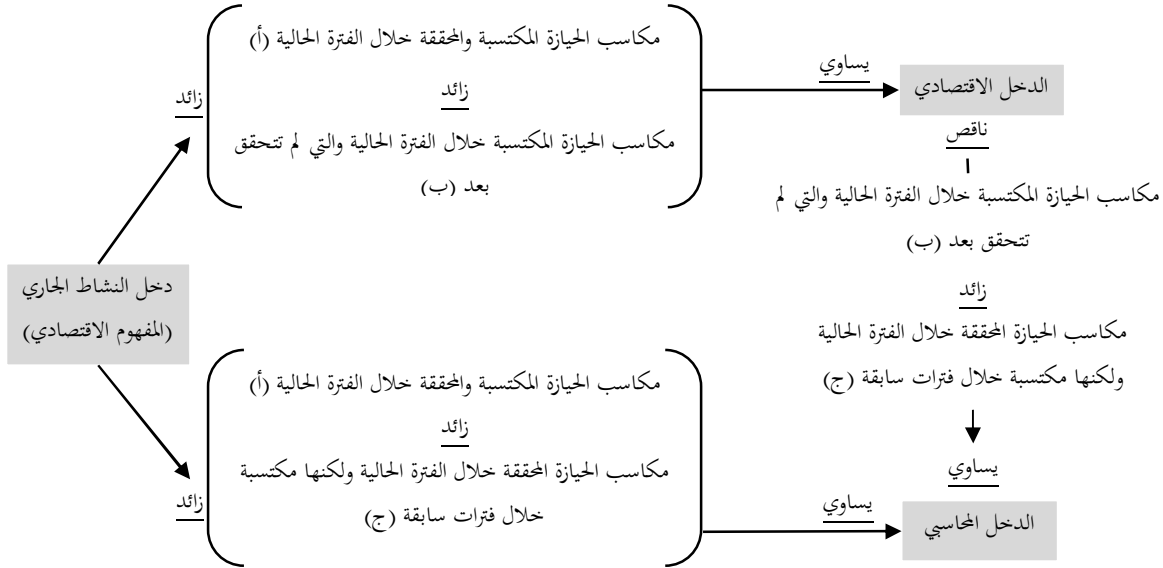 مكاسب الحيازة المكتسبة والمحققة خلال الفترة الحالية (أ)
زائد
مكاسب الحيازة المكتسبة خلال الفترة الحالية والتي لم تتحقق
بعد (ب)
زائد
يساوي
الدخل الاقتصادي
ناقص
مكاسب الحيازة المكتسبة خلال الفترة الحالية والتي لم
تتحقق بعد (ب)
زائد
مكاسب الحيازة المحققة خلال الفترة الحالية
ولكنها مكتسبة خلال فترات سابقة (ج)
يساوي
دخل النشاط الجاري
(المفهوم الاقتصادي)
مكاسب الحيازة المكتسبة والمحققة خلال الفترة الحالية (أ)
زائد
مكاسب الحيازة المحققة خلال الفترة الحالية ولكنها مكتسبة
خلال فترات سابقة (ج)
زائد
يساوي
الدخل المحاسبي